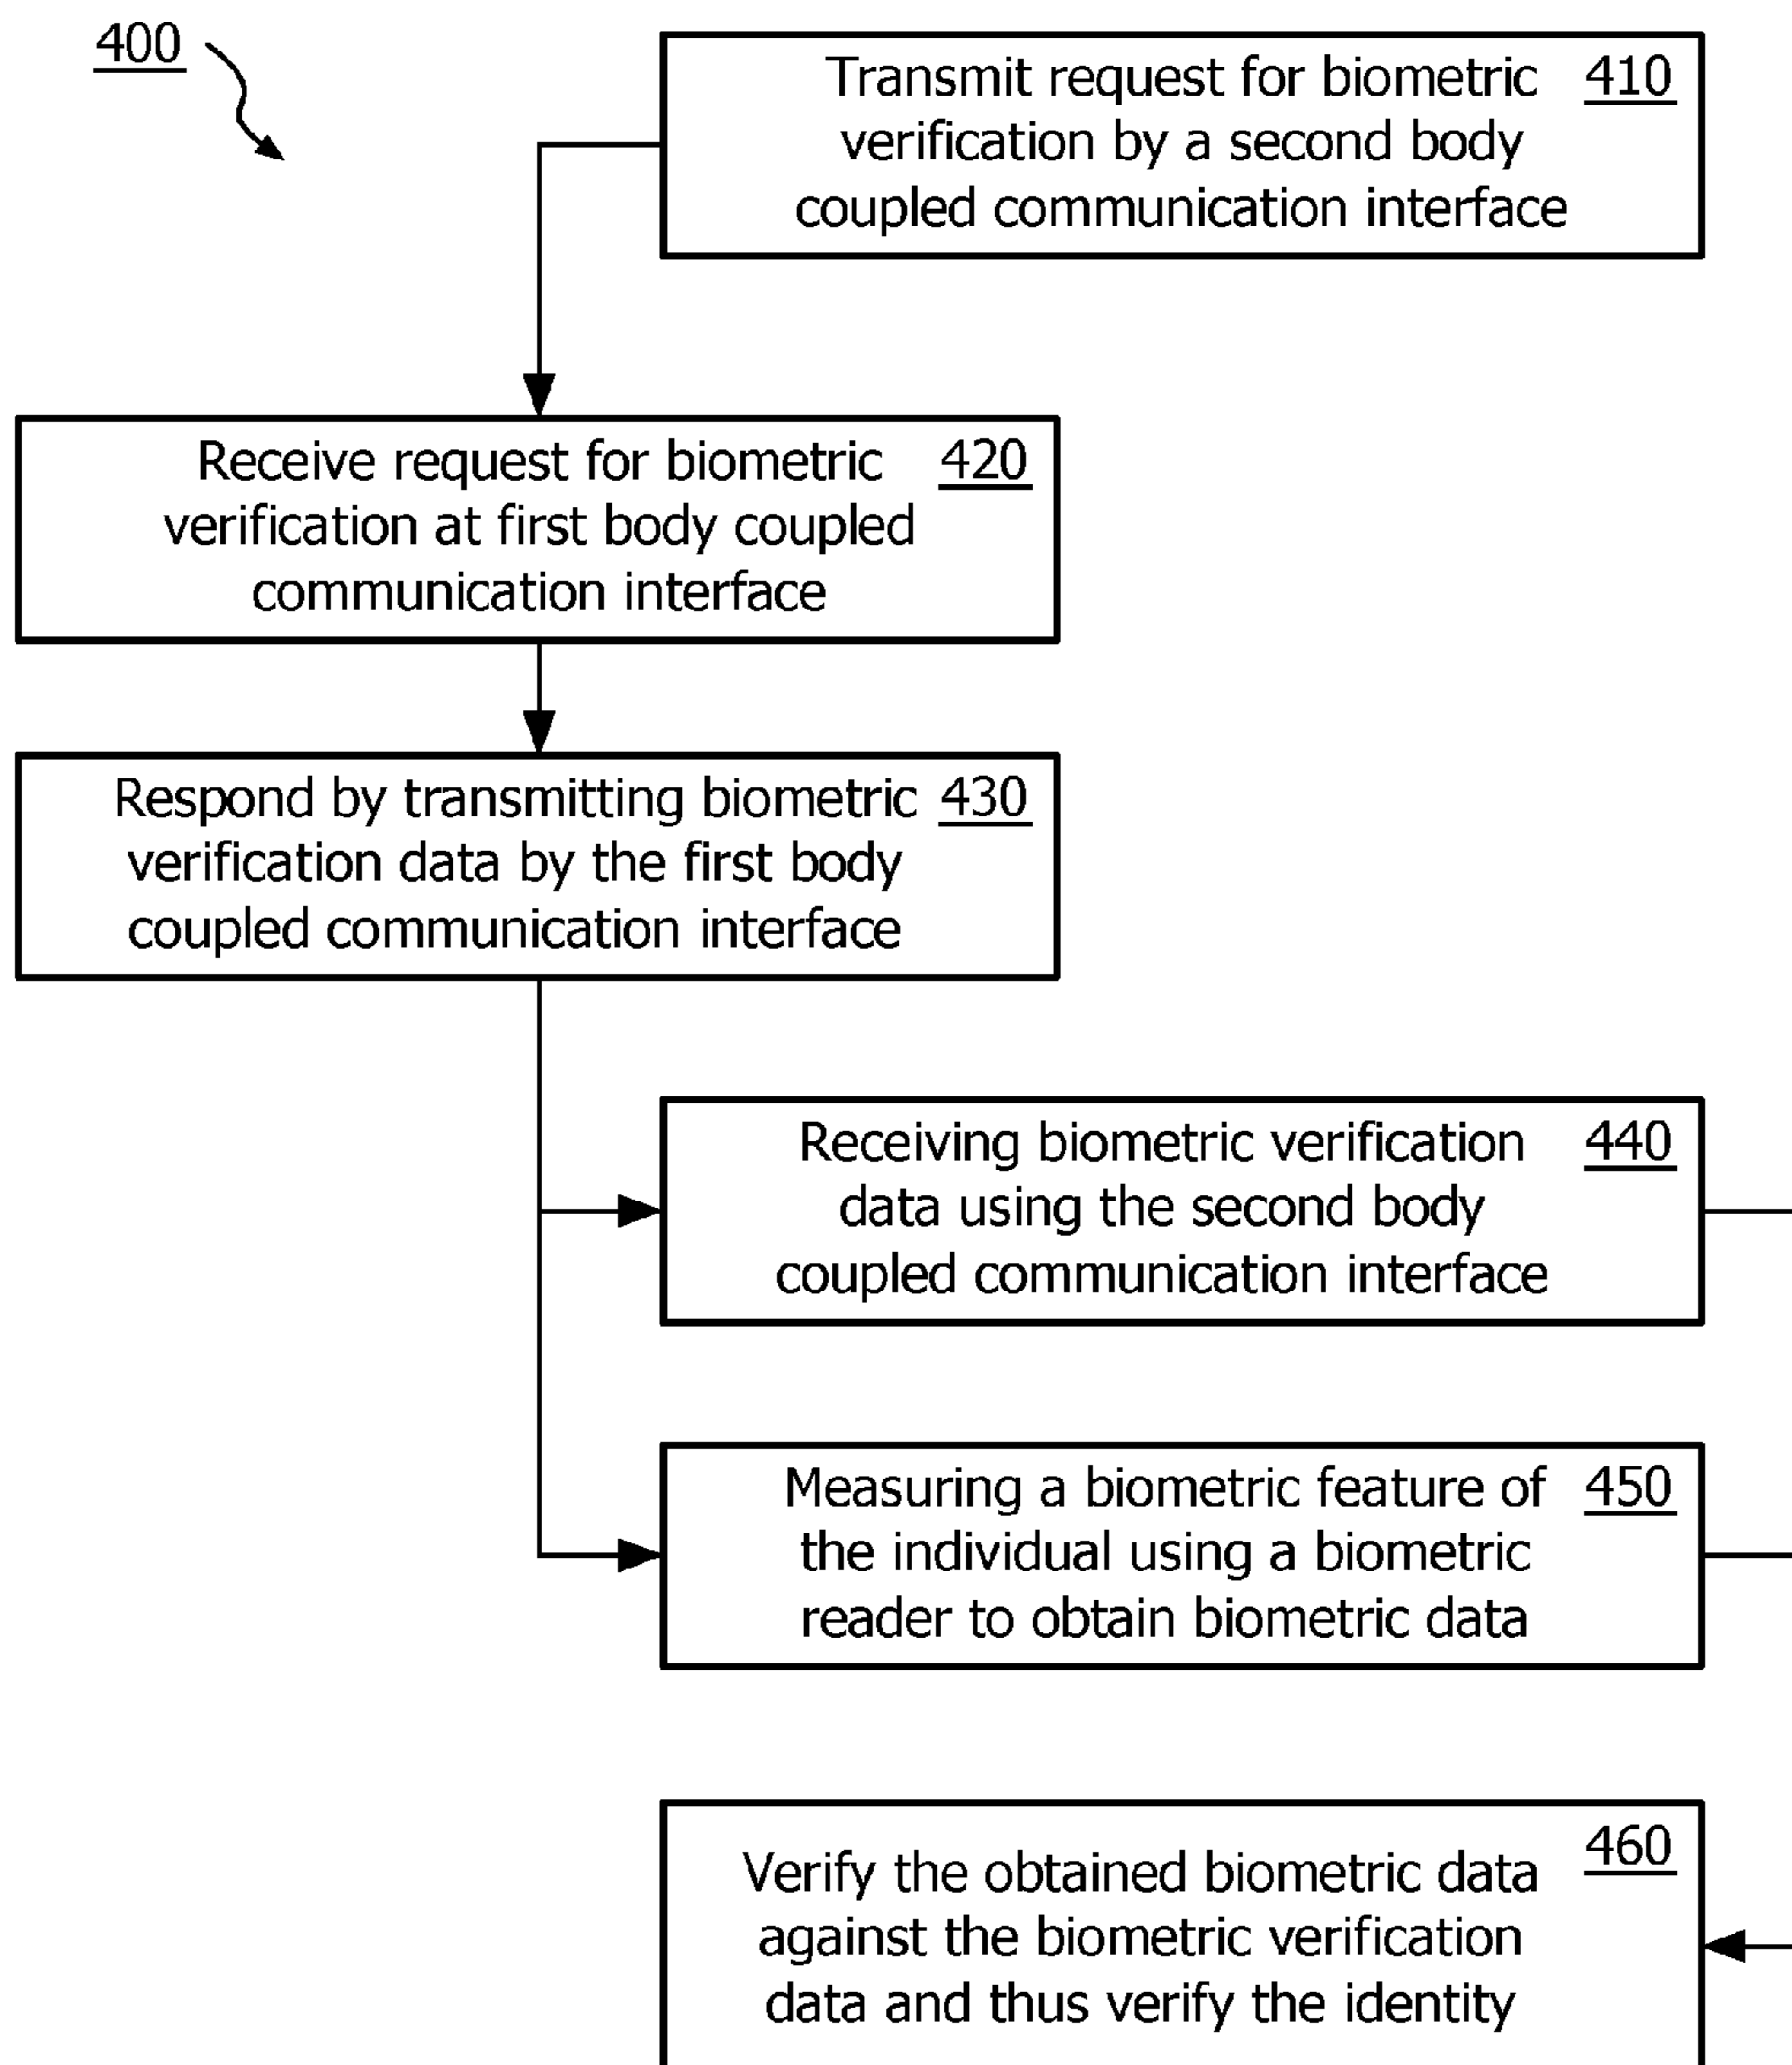 400
Transmit request for biometric 410
verification by a second body
coupled communication interface
Receive request for biometric 420
verification at first body coupled
communication interface
Respond by transmitting biometric 430
verification data by the first body
coupled communication interface
Receiving biometric verification 440
data using the second body
coupled communication interface
Measuring a biometric feature of 450
the individual using a biometric
reader to obtain biometric data
460
Verify the obtained biometric data
against the biometric verification
data and thus verify the identity